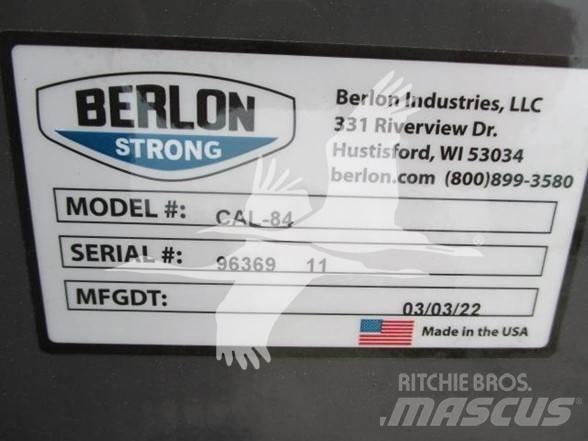 BERLON
STRONG
Berlon Industries, LLC
331 Riverview Dr.
Hustisford, WI 53034
berlon.com (800)899-3580
MODEL #: CAL-84
SERIAL #: 96369 11
MFGDT: 03/03/22
Made in the USA
RITCHIE BROS.
MASCUS